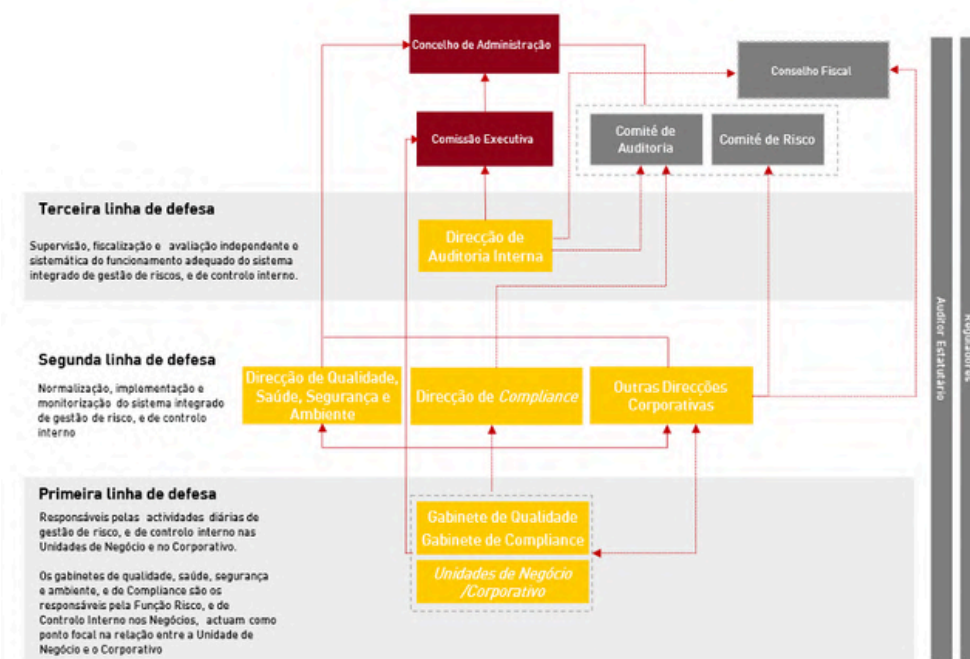 Concelho de Administração
Conselho Fiscal
Comissão Executiva
Comité de
Auditoria
Comité de Risco
Terceira linha de defesa
Supervisão, fiscalização e avaliação independente e
sistemática do funcionamento adequado do sistema
integrado de gestão de riscos, e de controlo interno.
Direcção de
Auditoria Interna
Segunda linha de defesa
Normalização, implementação e
monitorização do sistema integrado
de gestão de risco, e de controlo
interno
Direcção de Qualidade,
Saúde, Segurança e
Ambiente
Direcção de Compliance
Outras Direcções
Corporativas
Primeira linha de defesa
Responsáveis pelas actividades diárias de
gestão de risco, e de controlo interno nas
Unidades de Negócio e no Corporativo.
Os gabinetes de qualidade, saúde, segurança
e ambiente, e de Compliance são os
responsáveis pela Função Risco, e de
Controlo Interno nos Negócios, actuam como
ponto focal na relação entre a Unidade de
Negócio e o Corporativo
Gabinete de Qualidade
Gabinete de Compliance
Unidades de Negócio
/Corporativo
Auditor Estatutário
Reguladores